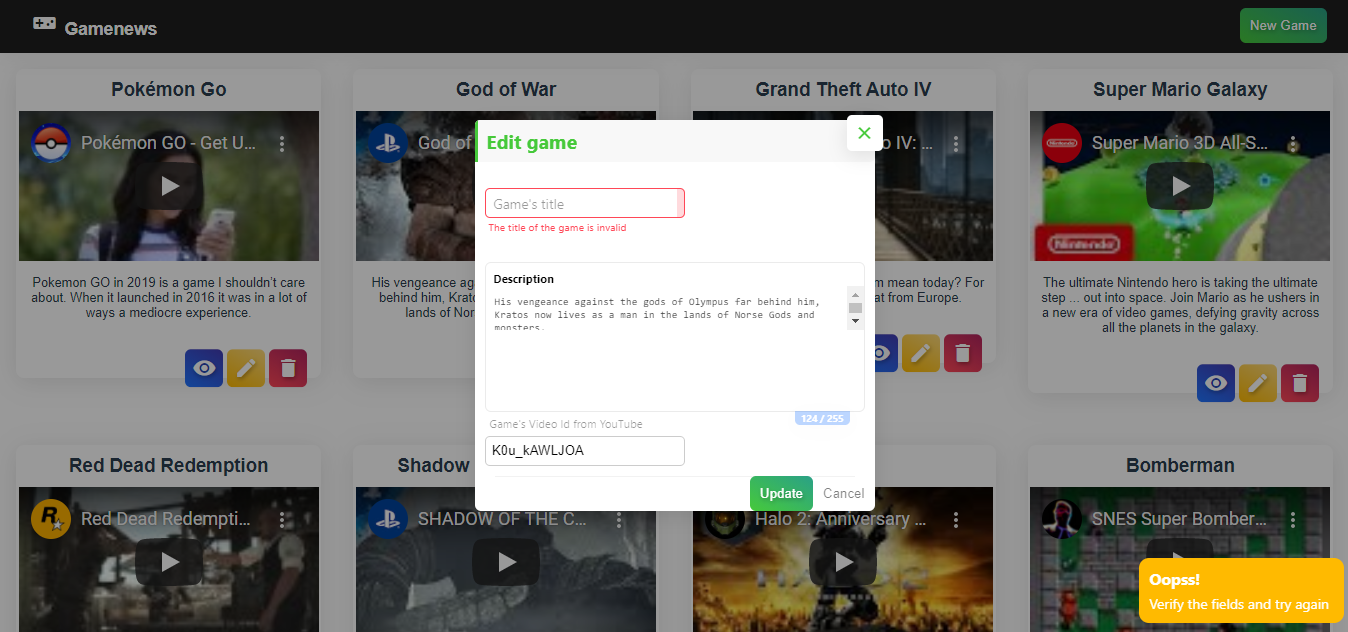 Gamenews
New Game
Pokémon Go
God of War
Grand Theft Auto IV
Super Mario Galaxy
Pokémon GO - Get U...
God of
o IV: ...
Super Mario 3D All-S...
Nintendo
Nintendo
Pokemon GO in 2019 is a game I shouldn't care
about. When it launched in 2016 it was in a lot of
ways a mediocre experience.
His vengeance ag
behind him, Krato
lands of Nor
m mean today? For
at from Europe.
The ultimate Nintendo hero is taking the ultimate
step ... out into space. Join Mario as he ushers in
a new era of video games, defying gravity across
all the planets in the galaxy.
Edit game
Game's title
The title of the game is invalid
Description
His vengeance against the gods of Olympus far behind him,
Kratos now lives as a man in the lands of Norse Gods and
monsters.
124 / 255
Game's Video Id from YouTube
K0u_kAWLJOA
Update
Cancel
Red Dead Redemption
Shadow
Bomberman
Red Dead Redempti...
SHADOW OF THE C...
Halo 2: Anniversary ...
SNES Super Bomber...
Oopss!
Verify the fields and try again